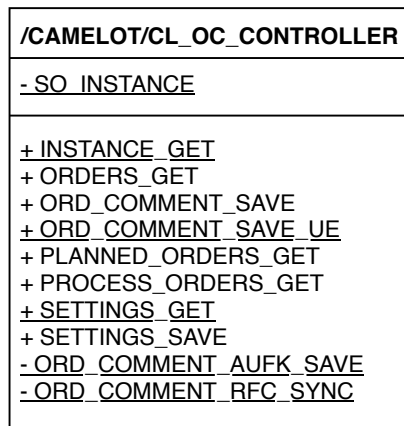 /CAMELOT/CL_OC_CONTROLLER
- SO_INSTANCE
+ INSTANCE_GET
+ ORDERS_GET
+ ORD_COMMENT_SAVE
+ ORD_COMMENT_SAVE_UE
+ PLANNED_ORDERS_GET
+ PROCESS_ORDERS_GET
+ SETTINGS_GET
+ SETTINGS_SAVE
- ORD_COMMENT_AUFK_SAVE
- ORD_COMMENT_RFC_SYNC